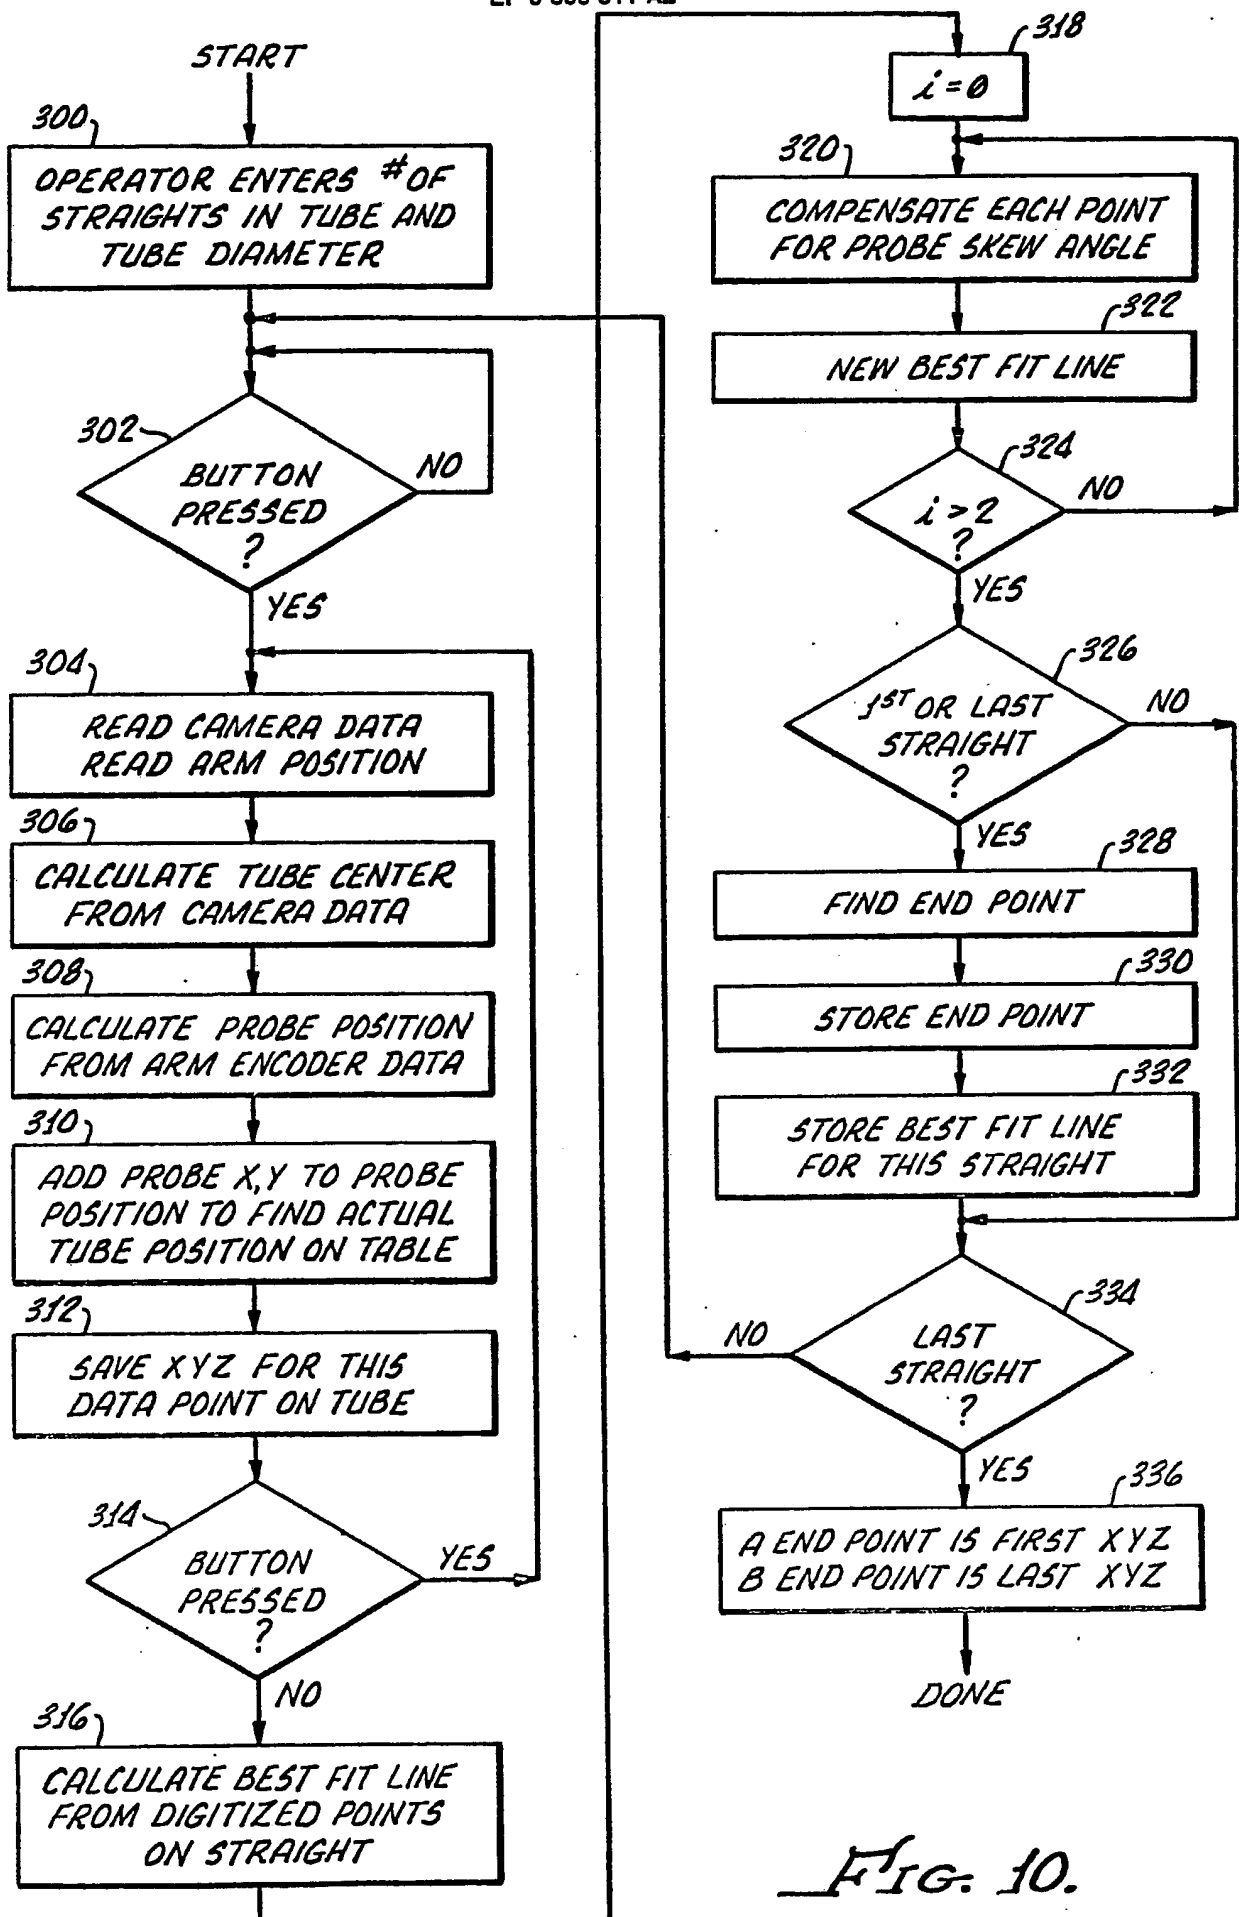 START
300
OPERATOR ENTERS # OF
STRAIGHTS IN TUBE AND
TUBE DIAMETER
302
BUTTON
PRESSED
?
NO
YES
304
READ CAMERA DATA
READ ARM POSITION
306
CALCULATE TUBE CENTER
FROM CAMERA DATA
308
CALCULATE PROBE POSITION
FROM ARM ENCODER DATA
310
ADD PROBE X,Y TO PROBE
POSITION TO FIND ACTUAL
TUBE POSITION ON TABLE
312
SAVE XYZ FOR THIS
DATA POINT ON TUBE
314
BUTTON
PRESSED
?
YES
NO
316
CALCULATE BEST FIT LINE
FROM DIGITIZED POINTS
ON STRAIGHT
318
i=0
320
COMPENSATE EACH POINT
FOR PROBE SKEW ANGLE
322
NEW BEST FIT LINE
324
i>2
?
NO
YES
326
1ST OR LAST
STRAIGHT
?
NO
YES
328
FIND END POINT
330
STORE END POINT
332
STORE BEST FIT LINE
FOR THIS STRAIGHT
334
LAST
STRAIGHT
?
NO
YES
336
A END POINT IS FIRST XYZ
B END POINT IS LAST XYZ
DONE
FIG. 10.